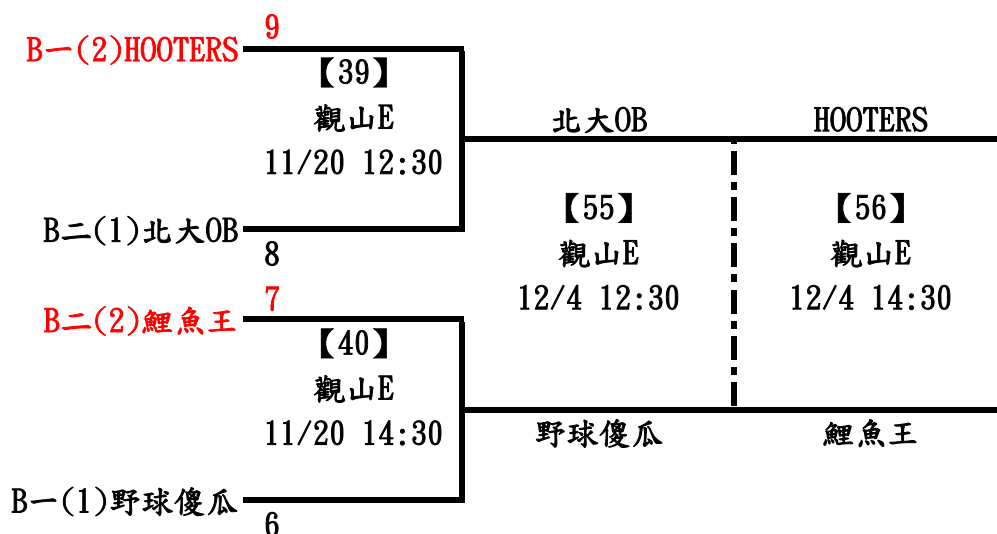 9
B一(2)HOOTERS
【39】
觀山E
11/20 12:30
B二(1)北大OB
8
7
B二(2)鯉魚王
【40】
觀山E
11/20 14:30
B一(1)野球傻瓜
6
北大OB
【55】
觀山E
12/4 12:30
野球傻瓜
HOOTERS
【56】
觀山E
12/4 14:30
鯉魚王